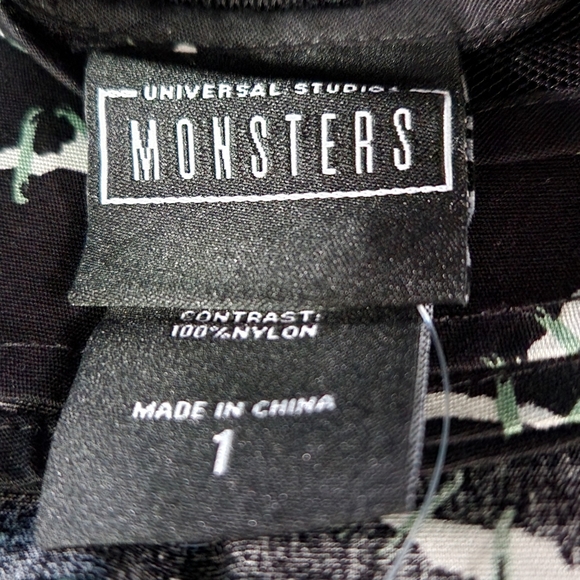 UNIVERSAL STUDIOS
MONSTERS
CONTRAST:
100%NYLON
MADE IN CHINA
1